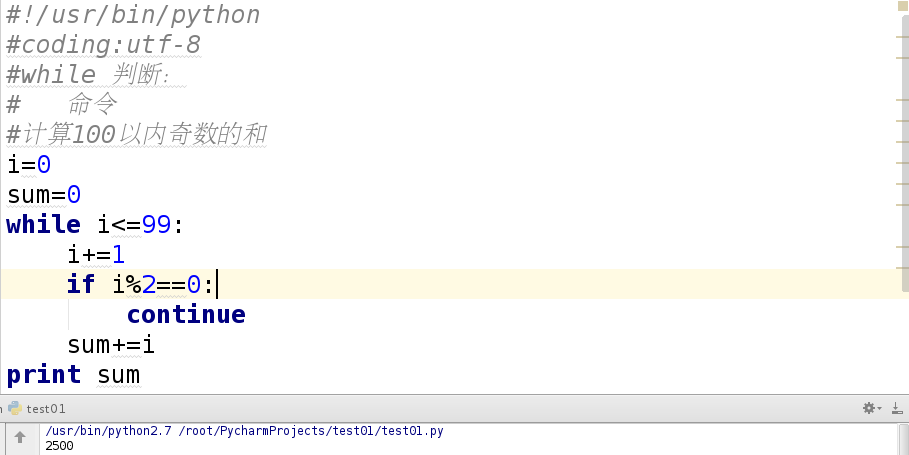 #!/usr/bin/python
#coding:utf-8
#while 判断：
#   命令
#计算100以内奇数的和
i=0
sum=0
while i<=99:
    i+=1
    if i%2==0:
        continue
    sum+=i
print sum
test01
/usr/bin/python2.7 /root/PycharmProjects/test01/test01.py
2500